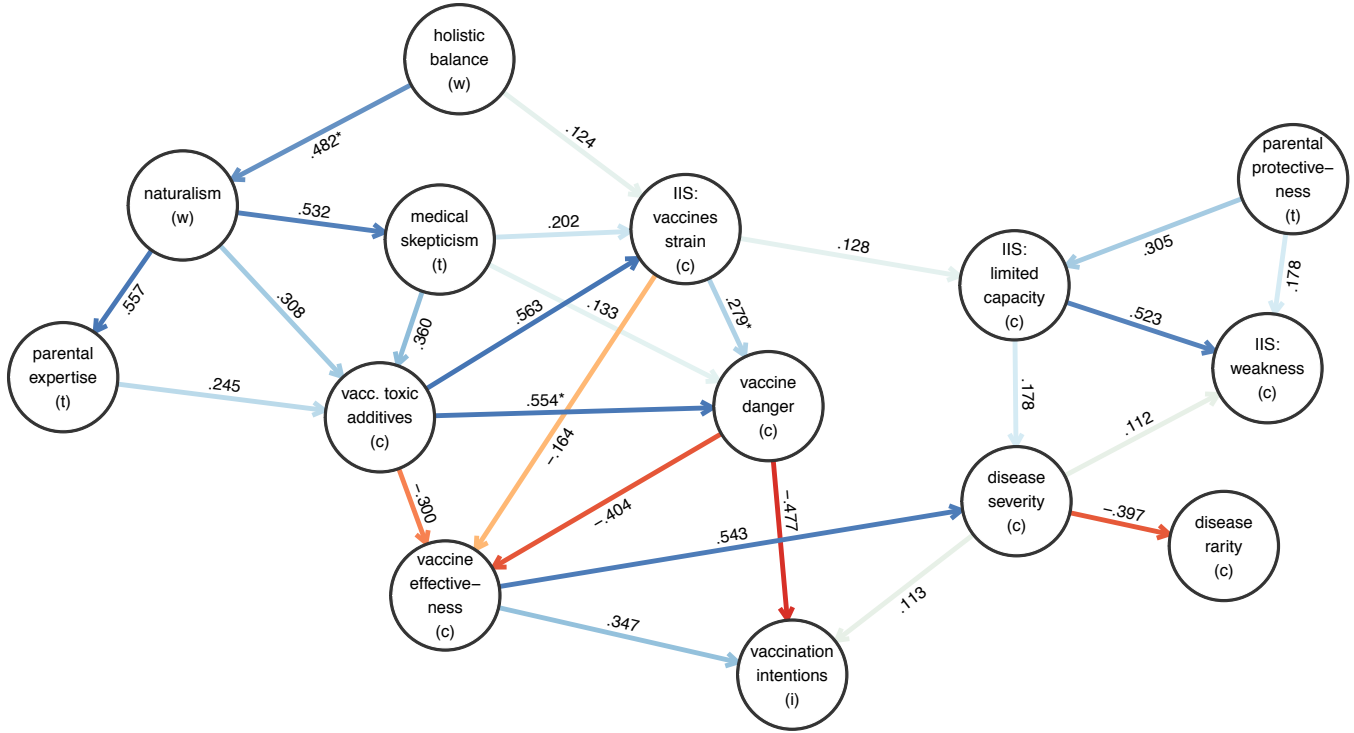 holistic
balance
(w)
.482*
.124
parental
protective–
ness
(t)
naturalism
(w)
.532
medical
skepticism
(t)
.202
IIS:
vaccines
strain
(c)
.128
IIS:
limited
capacity
(c)
.305
.178
.557
.308
.360
.563
.133
.279*
.523
IIS:
weakness
(c)
parental
expertise
(t)
.245
vacc. toxic
additives
(c)
.554*
−.164
vaccine
danger
(c)
.178
.112
−.300
−.404
−.477
disease
severity
(c)
−.397
disease
rarity
(c)
vaccine
effective–
ness
(c)
.543
.347
.113
vaccination
intentions
(i)